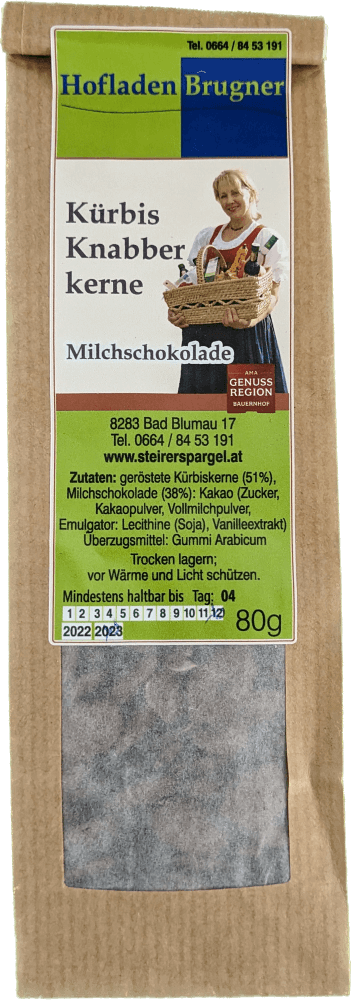 Tel. 0664 / 84 53 191
Hofladen Brugner
Kürbis
Knabber
kerne
Milchschokolade
AMA
GENUSS
REGION
BAUERNHOF
8283 Bad Blumau 17
Tel. 0664 / 84 53 191
www.steirerspargel.at
Zutaten: geröstete Kürbiskerne (51%),
Milchschokolade (38%): Kakao (Zucker,
Kakaopulver, Vollmilchpulver,
Emulgator: Lecithine (Soja), Vanilleextrakt)
Überzugsmittel: Gummi Arabicum
Trocken lagern;
vor Wärme und Licht schützen.
Mindestens haltbar bis Tag: 04
1 2 3 4 5 6 7 8 9 10 11 12
2022 2023
80g